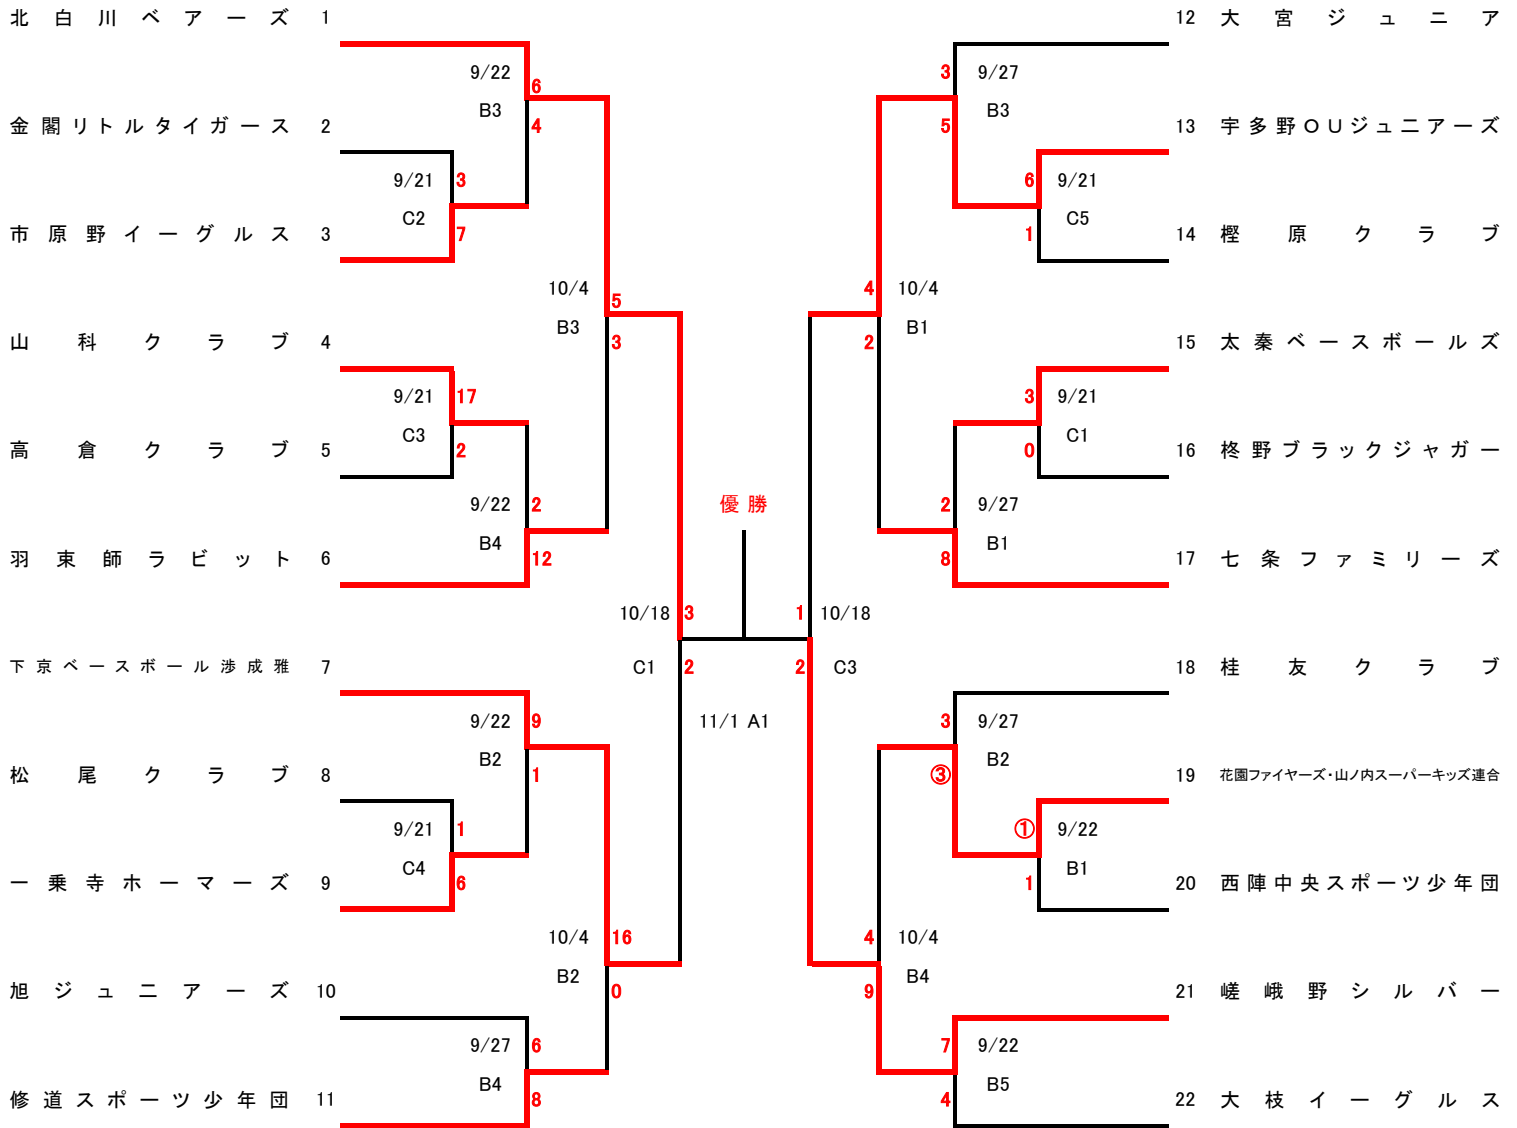 北白川ベアーズ 1
12 大宮ジュニア
9/22
6
3
9/27
B3
B3
金閣リトルタイガース 2
4
5
13 宇多野OUジュニアーズ
9/21
3
6
9/21
C2
C5
市原野イーグルス 3
7
1
14 樫原クラブ
10/4
5
4
10/4
B3
B1
山科クラブ 4
3
2
15 太秦ベースボールズ
9/21
17
3
9/21
C3
C1
高倉クラブ 5
2
0
16 柊野ブラックジャガー
9/22
2
優勝
2
9/27
B4
B1
羽束師ラビット 6
12
8
17 七条ファミリーズ
10/18
3
1
10/18
下京ベースボール渉成雅 7
C1
2
2
C3
18 桂友クラブ
9/22
9
11/1 A1
3
9/27
B2
B2
松尾クラブ 8
1
③
19 花園ファイヤーズ・山ノ内スーパーキッズ連合
9/21
1
①
9/22
C4
B1
一乗寺ホーマーズ 9
6
1
20 西陣中央スポーツ少年団
10/4
16
4
10/4
B2
B4
旭ジュニアーズ 10
0
9
21 嵯峨野シルバー
9/27
6
7
9/22
B4
B5
修道スポーツ少年団 11
8
4
22 大枝イーグルス